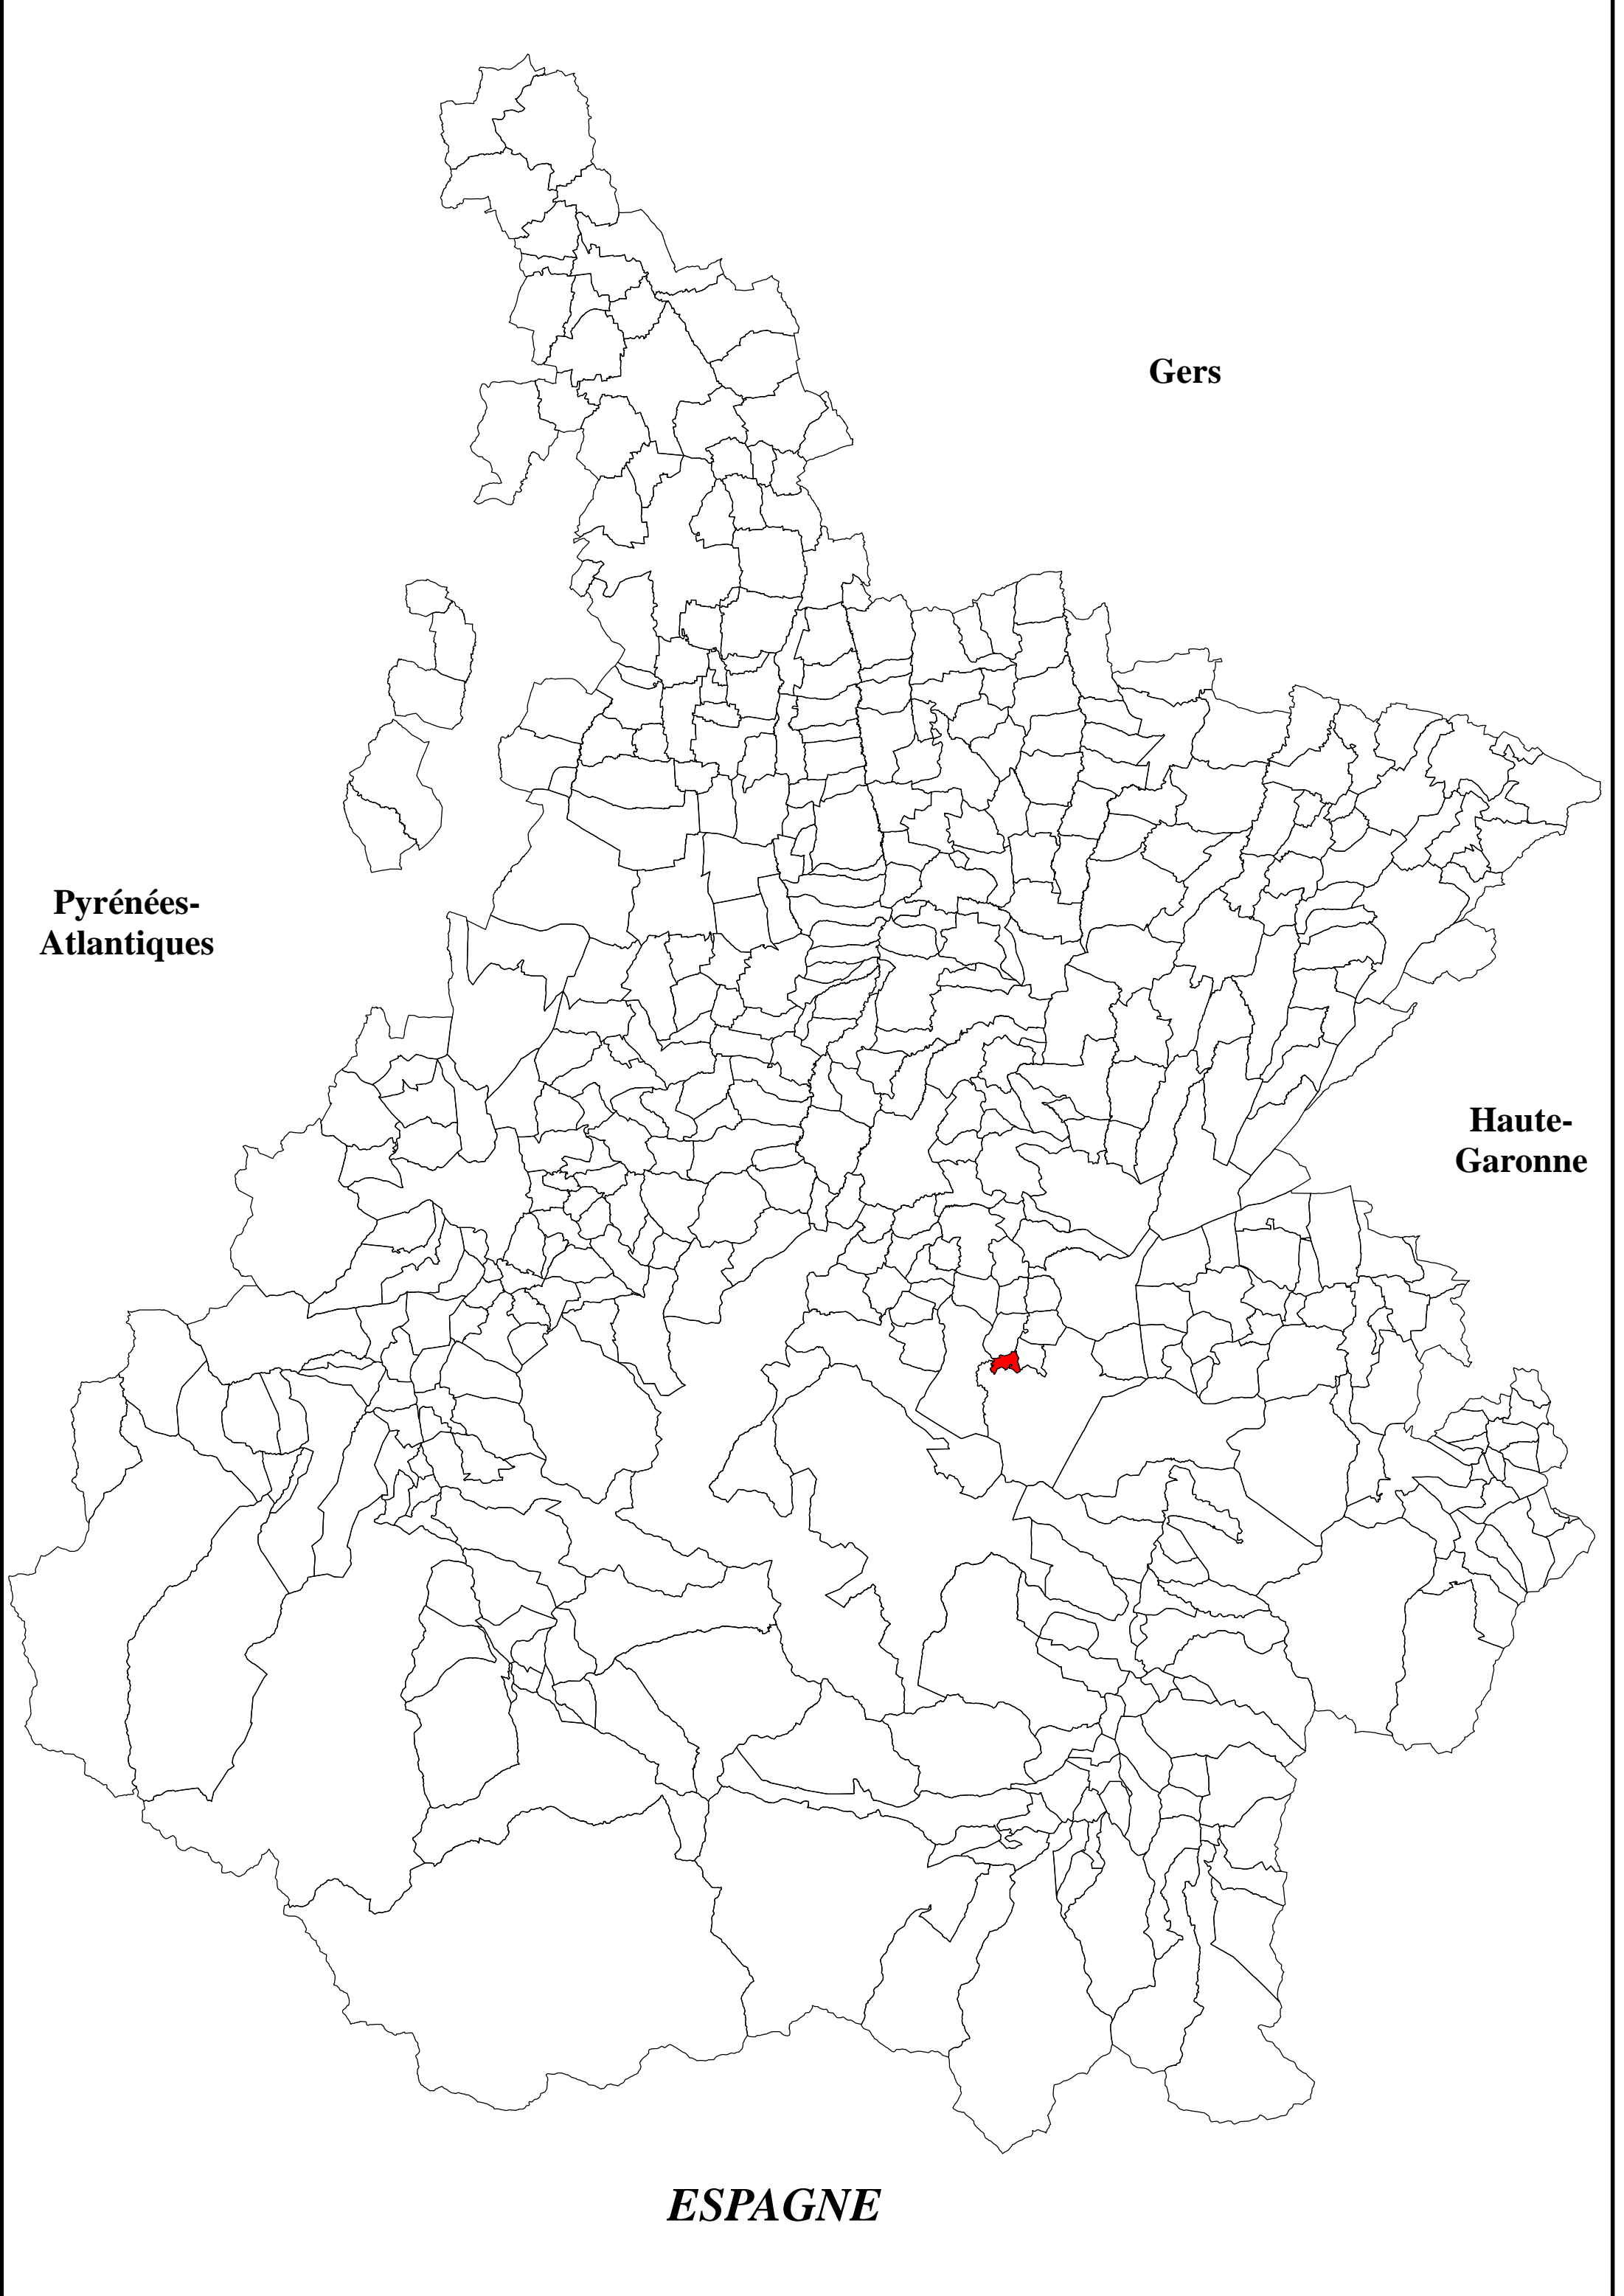 Gers
Pyrénées-
Atlantiques
Haute-
Garonne
ESPAGNE